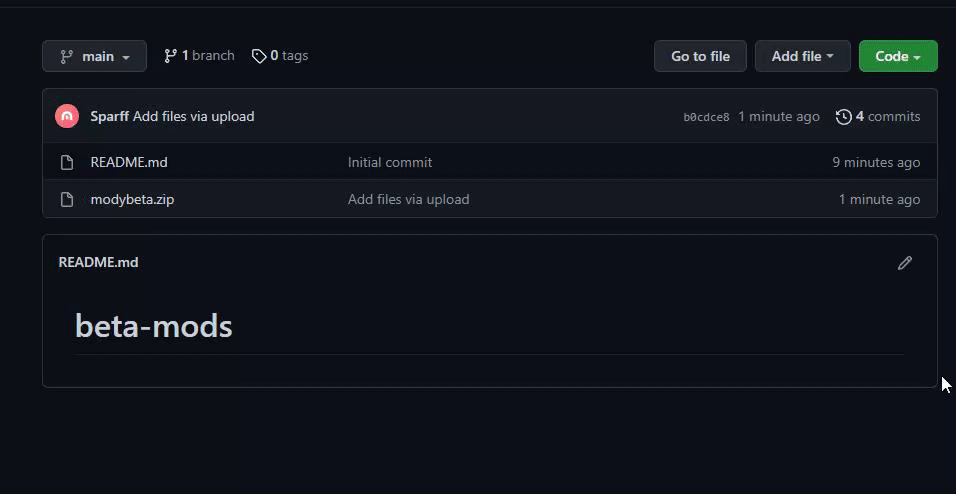 main 1 branch 0 tags Go to file Add file Code
Sparff Add files via upload b0cdce8 1 minute ago 4 commits
README.md Initial commit 9 minutes ago
modybeta.zip Add files via upload 1 minute ago
README.md
beta-mods